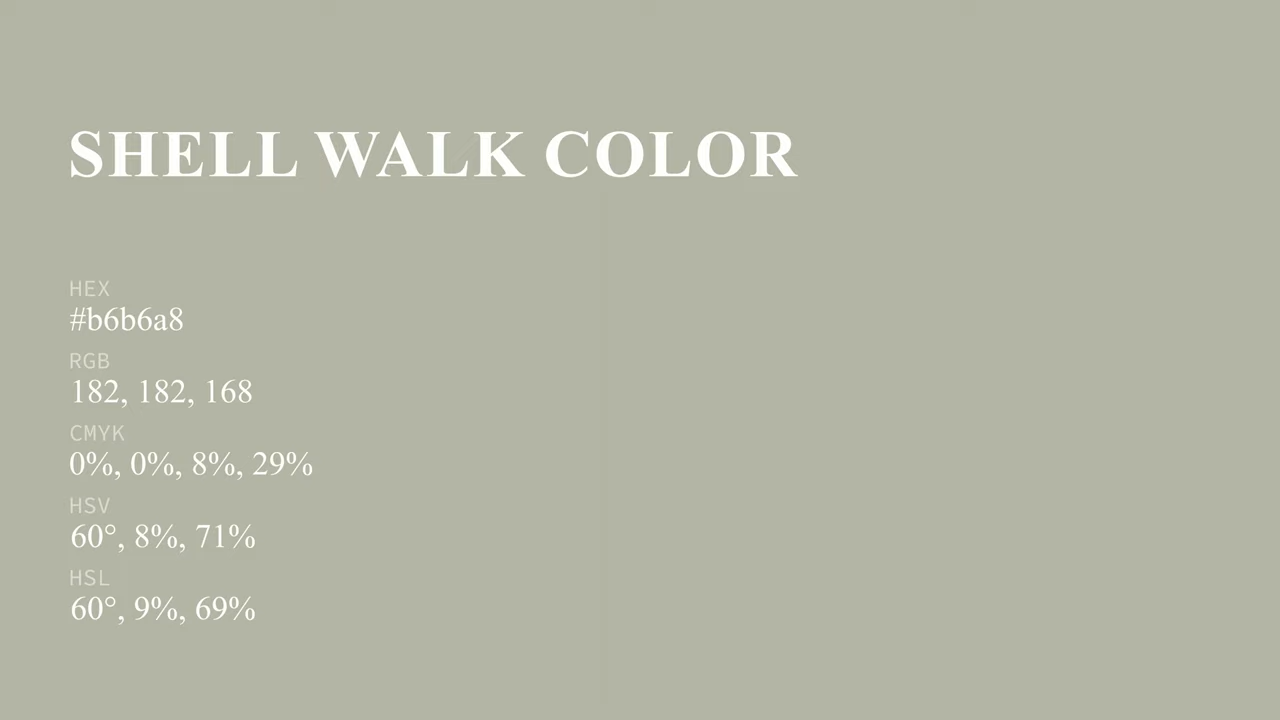 SHELL WALK COLOR
HEX
#b6b6a8
RGB
182, 182, 168
CMYK
0%, 0%, 8%, 29%
HSV
60°, 8%, 71%
HSL
60°, 9%, 69%